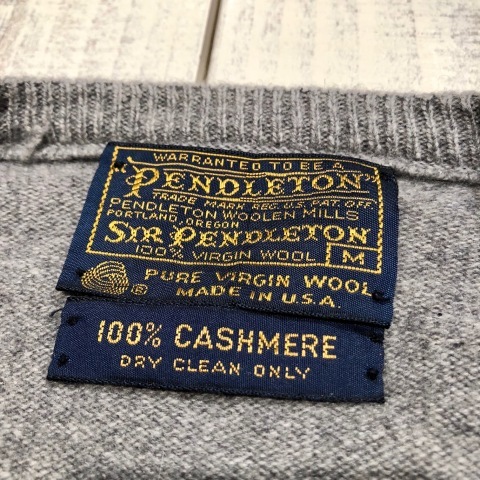 WARRANTED TO BE A
"PENDLETON"
TRADE MARK REG. U.S. PAT. OFF.
PENDLETON WOOLEN MILLS
PORTLAND, OREGON
SIR PENDLETON
100% VIRGIN WOOL M
® PURE VIRGIN WOOL
MADE IN U.S.A.
100% CASHMERE
DRY CLEAN ONLY